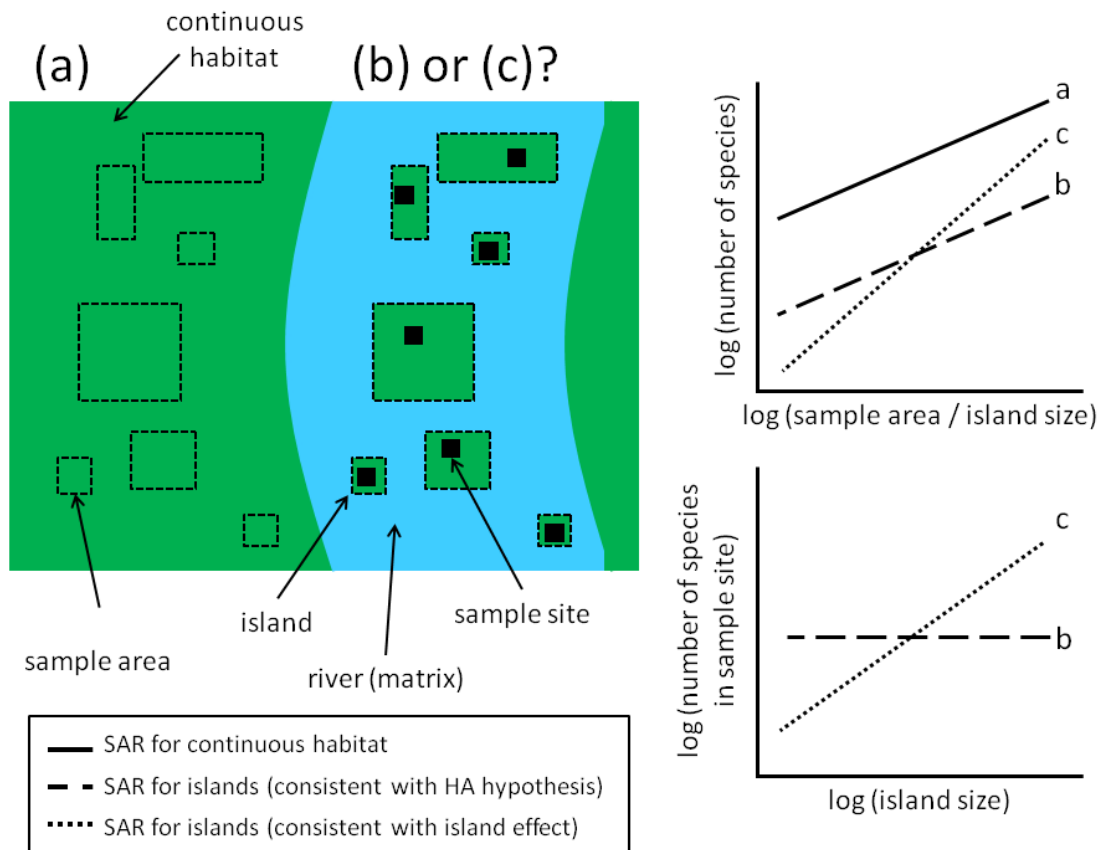 continuous
habitat
(a)
(b) or (c)?
sample area
island
river (matrix)
sample site
SAR for continuous habitat
SAR for islands (consistent with HA hypothesis)
SAR for islands (consistent with island effect)
log (number of species)
a
c
b
log (sample area / island size)
log (number of species
in sample site)
c
b
log (island size)